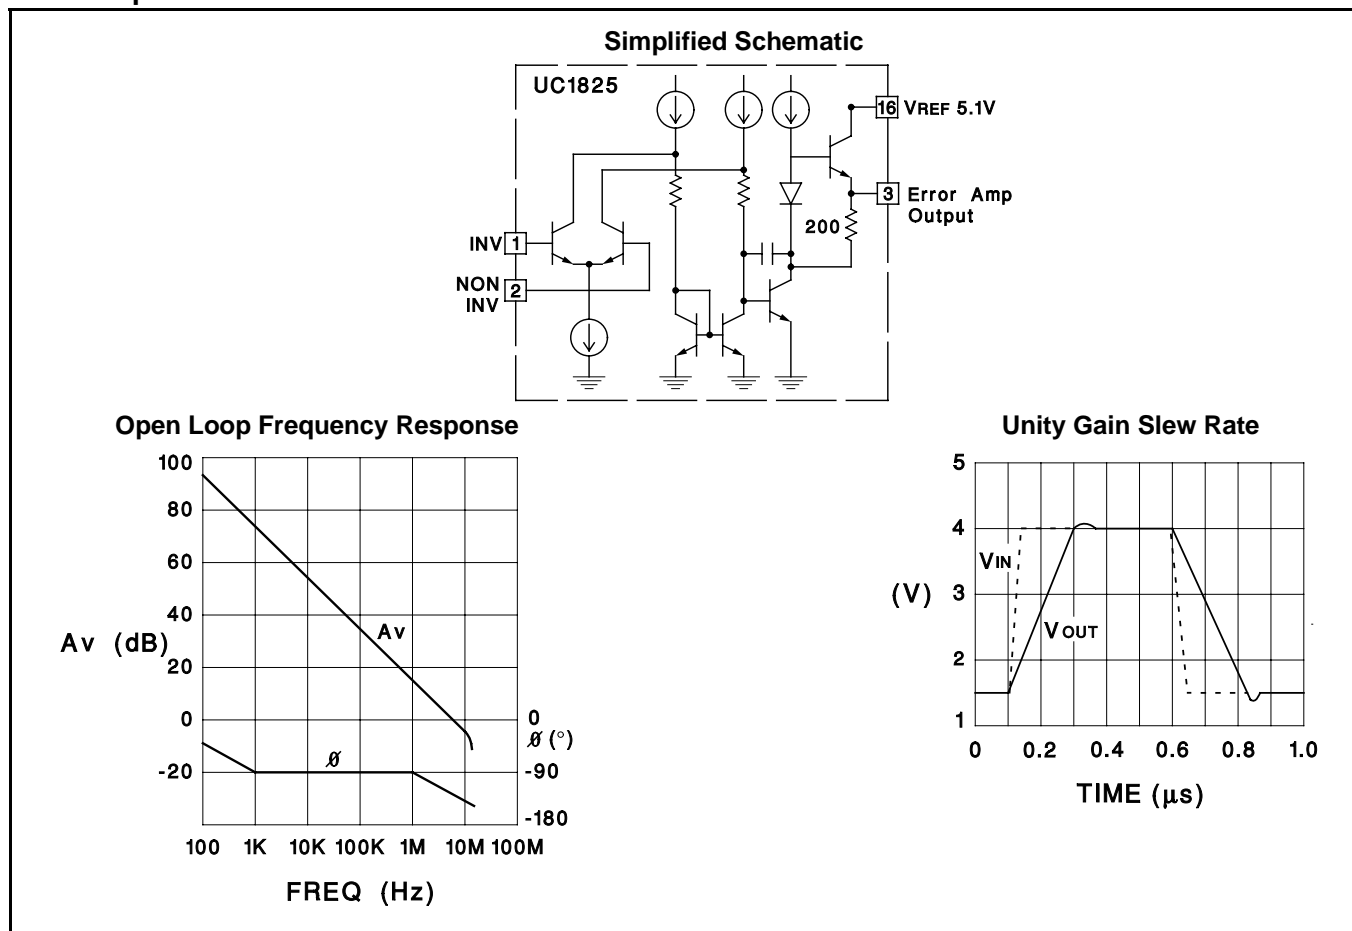 Simplified Schematic
UC1825
16 VREF 5.1V
3 Error Amp
Output
200
INV 1
NON
INV 2
Open Loop Frequency Response
100
80
60
40
20
0
-20
Av (dB)
Av
ø
0
ø (°)
-90
-180
100 1K 10K 100K 1M 10M 100M
FREQ (Hz)
Unity Gain Slew Rate
5
4
3
2
1
(V)
VIN
VOUT
0 0.2 0.4 0.6 0.8 1.0
TIME (µs)